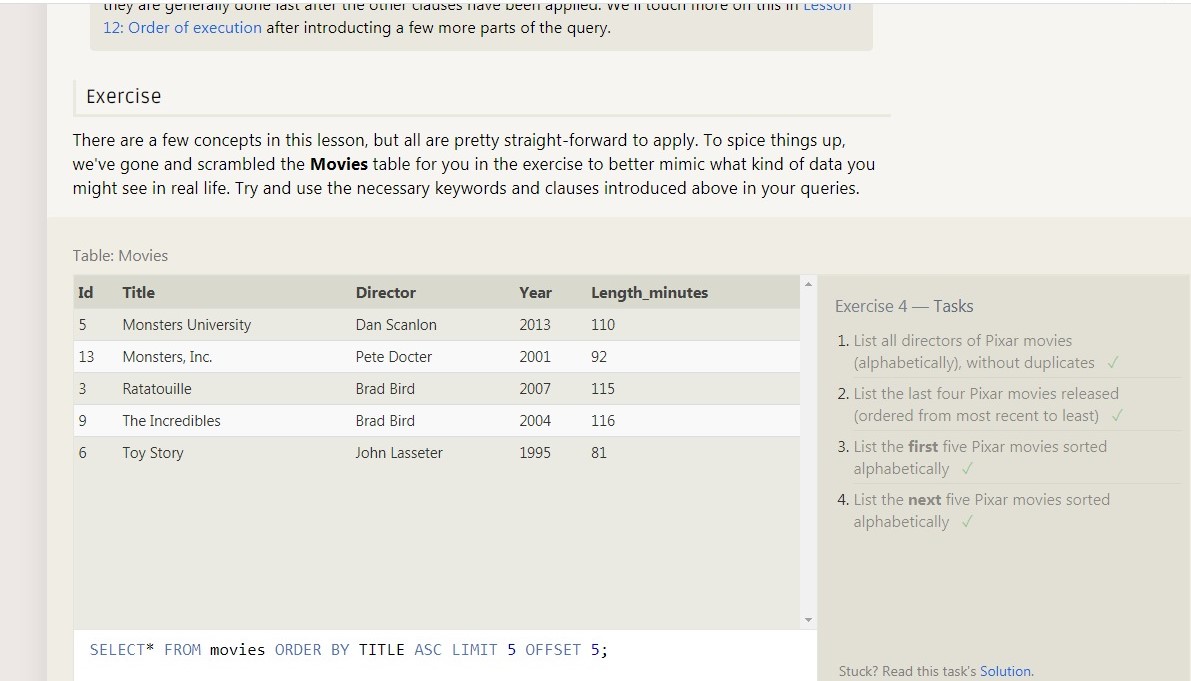 they are generally done last after the other clauses have been applied. We'll touch more on this in Lesson
12: Order of execution after introducting a few more parts of the query.
Exercise
There are a few concepts in this lesson, but all are pretty straight-forward to apply. To spice things up,
we've gone and scrambled the Movies table for you in the exercise to better mimic what kind of data you
might see in real life. Try and use the necessary keywords and clauses introduced above in your queries.
Table: Movies
Id Title Director Year Length_minutes
5 Monsters University Dan Scanlon 2013 110
13 Monsters, Inc. Pete Docter 2001 92
3 Ratatouille Brad Bird 2007 115
9 The Incredibles Brad Bird 2004 116
6 Toy Story John Lasseter 1995 81
SELECT* FROM movies ORDER BY TITLE ASC LIMIT 5 OFFSET 5;
Exercise 4 — Tasks
1. List all directors of Pixar movies
(alphabetically), without duplicates ✓
2. List the last four Pixar movies released
(ordered from most recent to least) ✓
3. List the first five Pixar movies sorted
alphabetically ✓
4. List the next five Pixar movies sorted
alphabetically ✓
Stuck? Read this task's Solution.